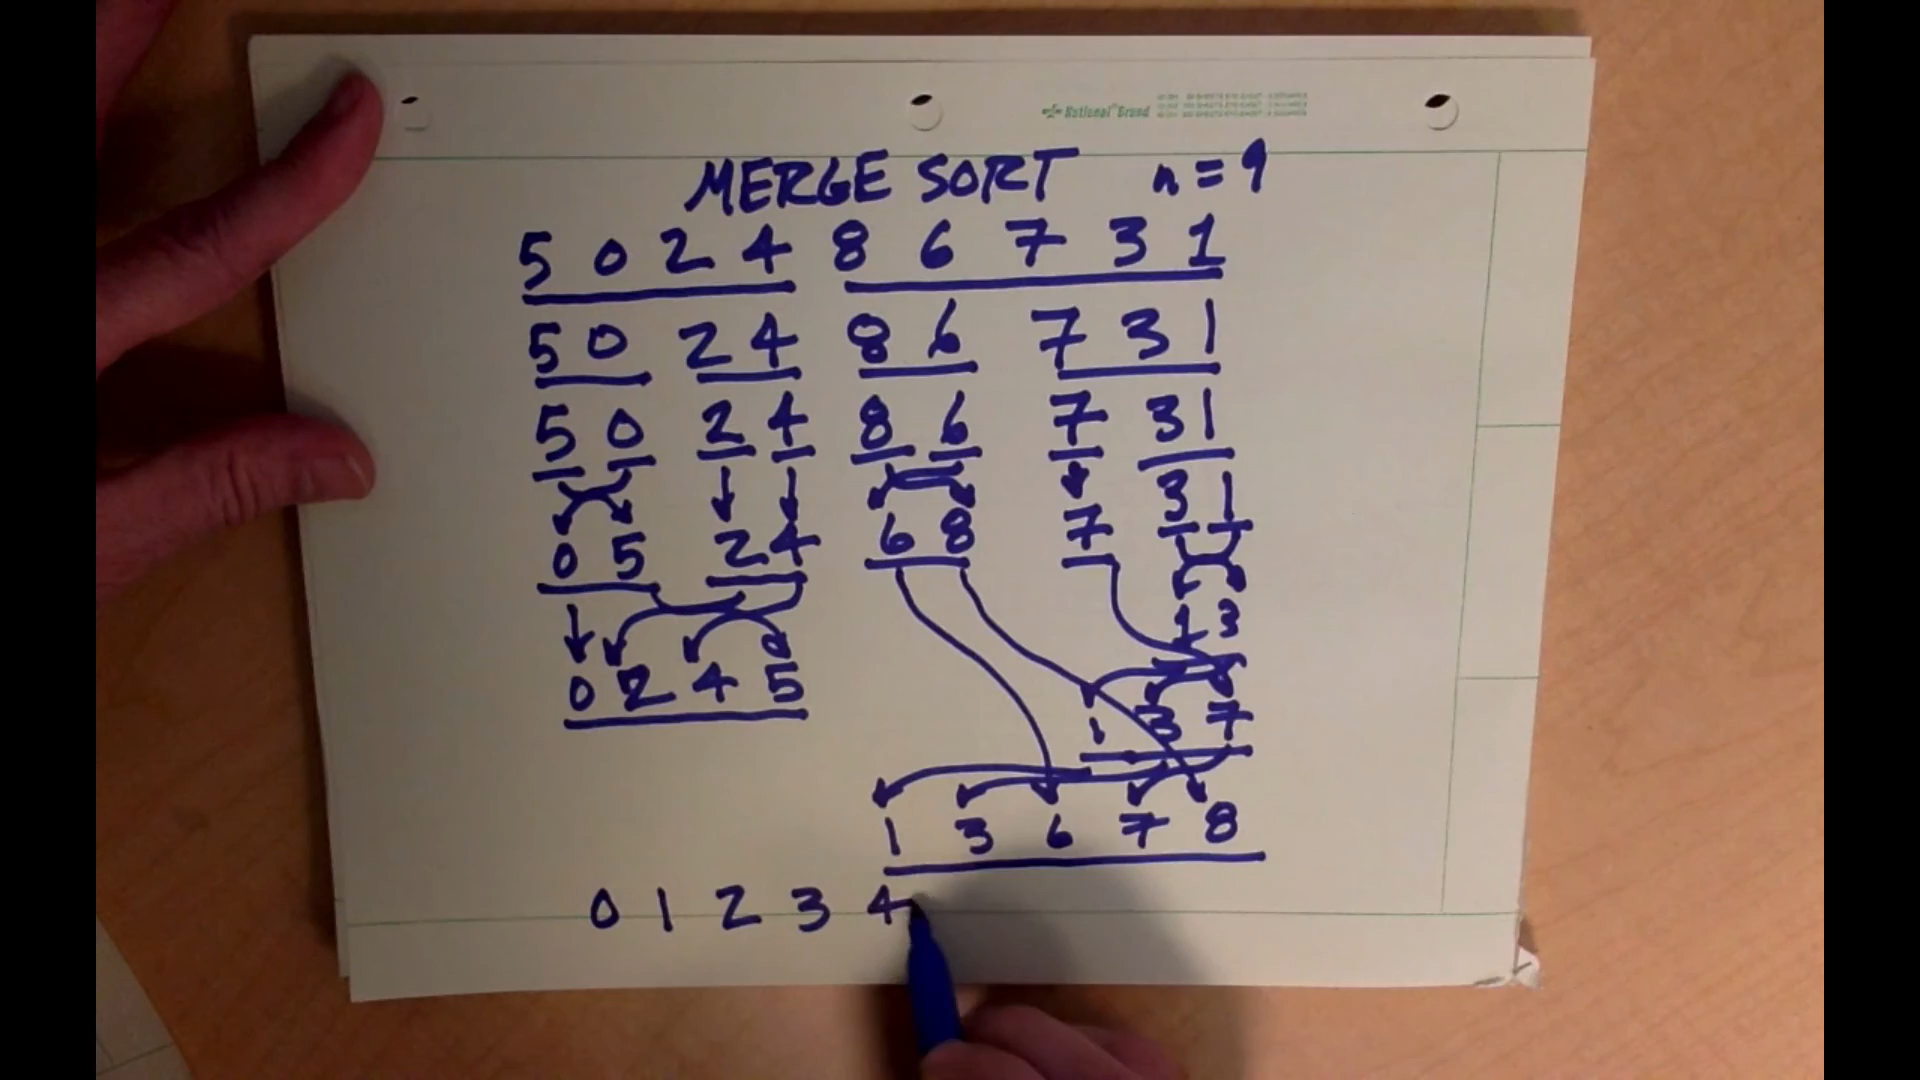 National® Brand
MERGE SORT n = 9
5 0 2 4 8 6 7 3 1
5 0 2 4 8 6 7 3 1
5 0 2 4 8 6 7 3 1
3 1
0 5 2 4 6 8 7
1 3
0 2 4 5 1 3 7
1 3 6 7 8
0 1 2 3 4